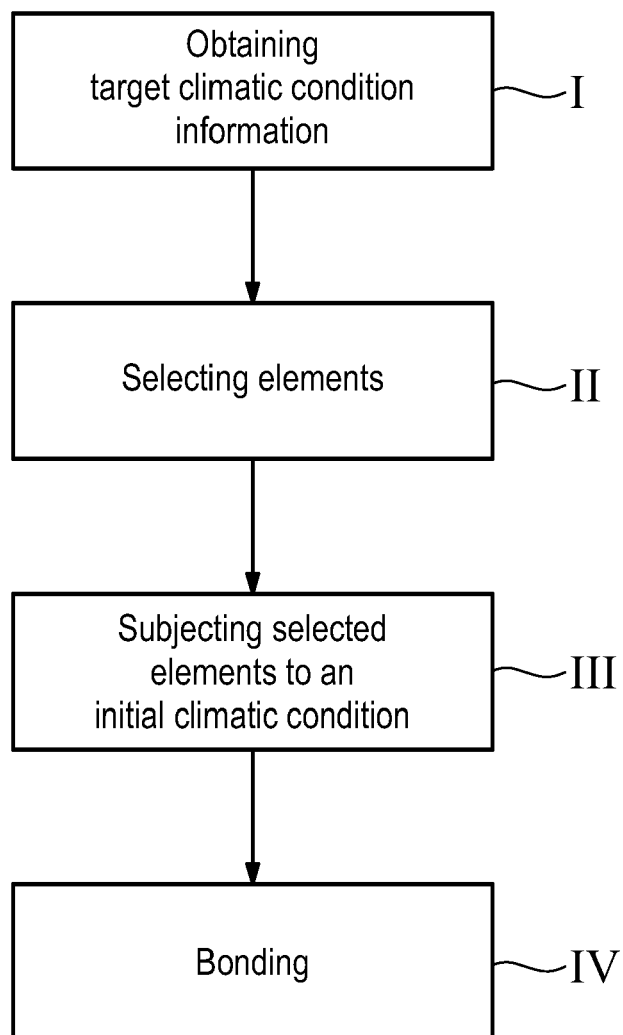 Obtaining
target climatic condition
information
I
Selecting elements
II
Subjecting selected
elements to an
initial climatic condition
III
Bonding
IV